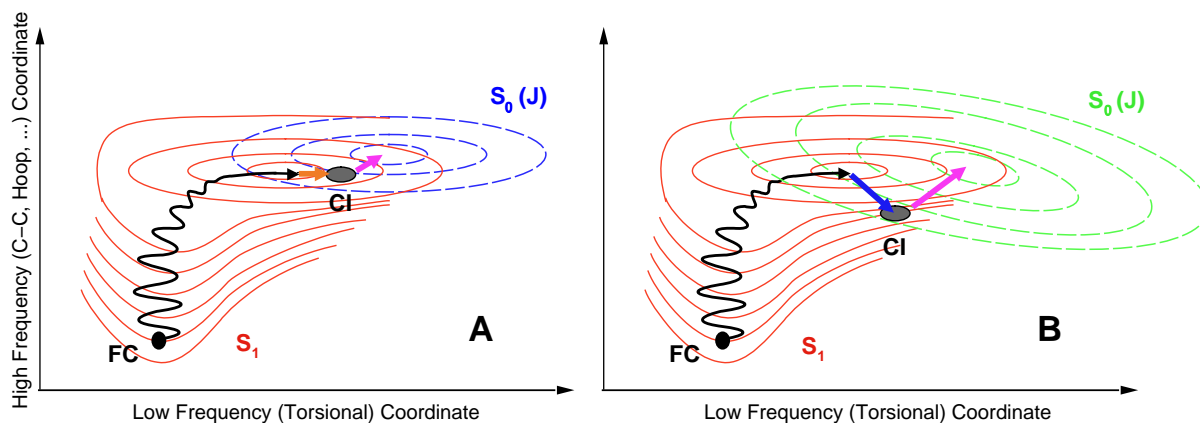 High Frequency (C–C, Hoop, ...) Coordinate
S₀ (J)
CI
FC
S₁
A
Low Frequency (Torsional) Coordinate
S₀ (J)
CI
FC
S₁
B
Low Frequency (Torsional) Coordinate